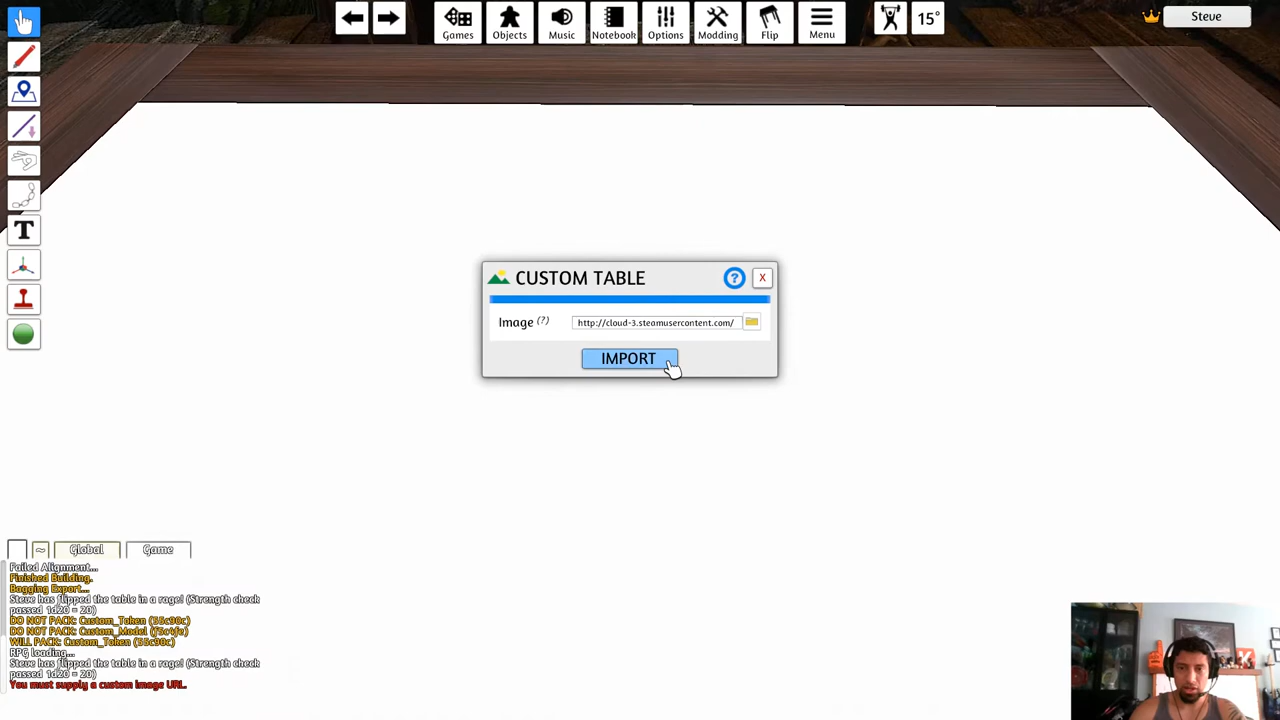 Games Objects Music Notebook Options Modding Flip Menu 15° Steve
T
CUSTOM TABLE ? X
Image (?) http://cloud-3.steamusercontent.com/
IMPORT
~ Global Game
Failed Alignment...
Finished Building.
Bagging Export...
Steve has flipped the table in a rage! (Strength check
passed 1d20 = 20)
DO NOT PACK: Custom_Token (55c90c)
DO NOT PACK: Custom_Model
WILL PACK: Custom_Token (55c90c)
RPG loading...
Steve has flipped the table in a rage! (Strength check
passed 1d20 = 20)
You must supply a custom image URL.